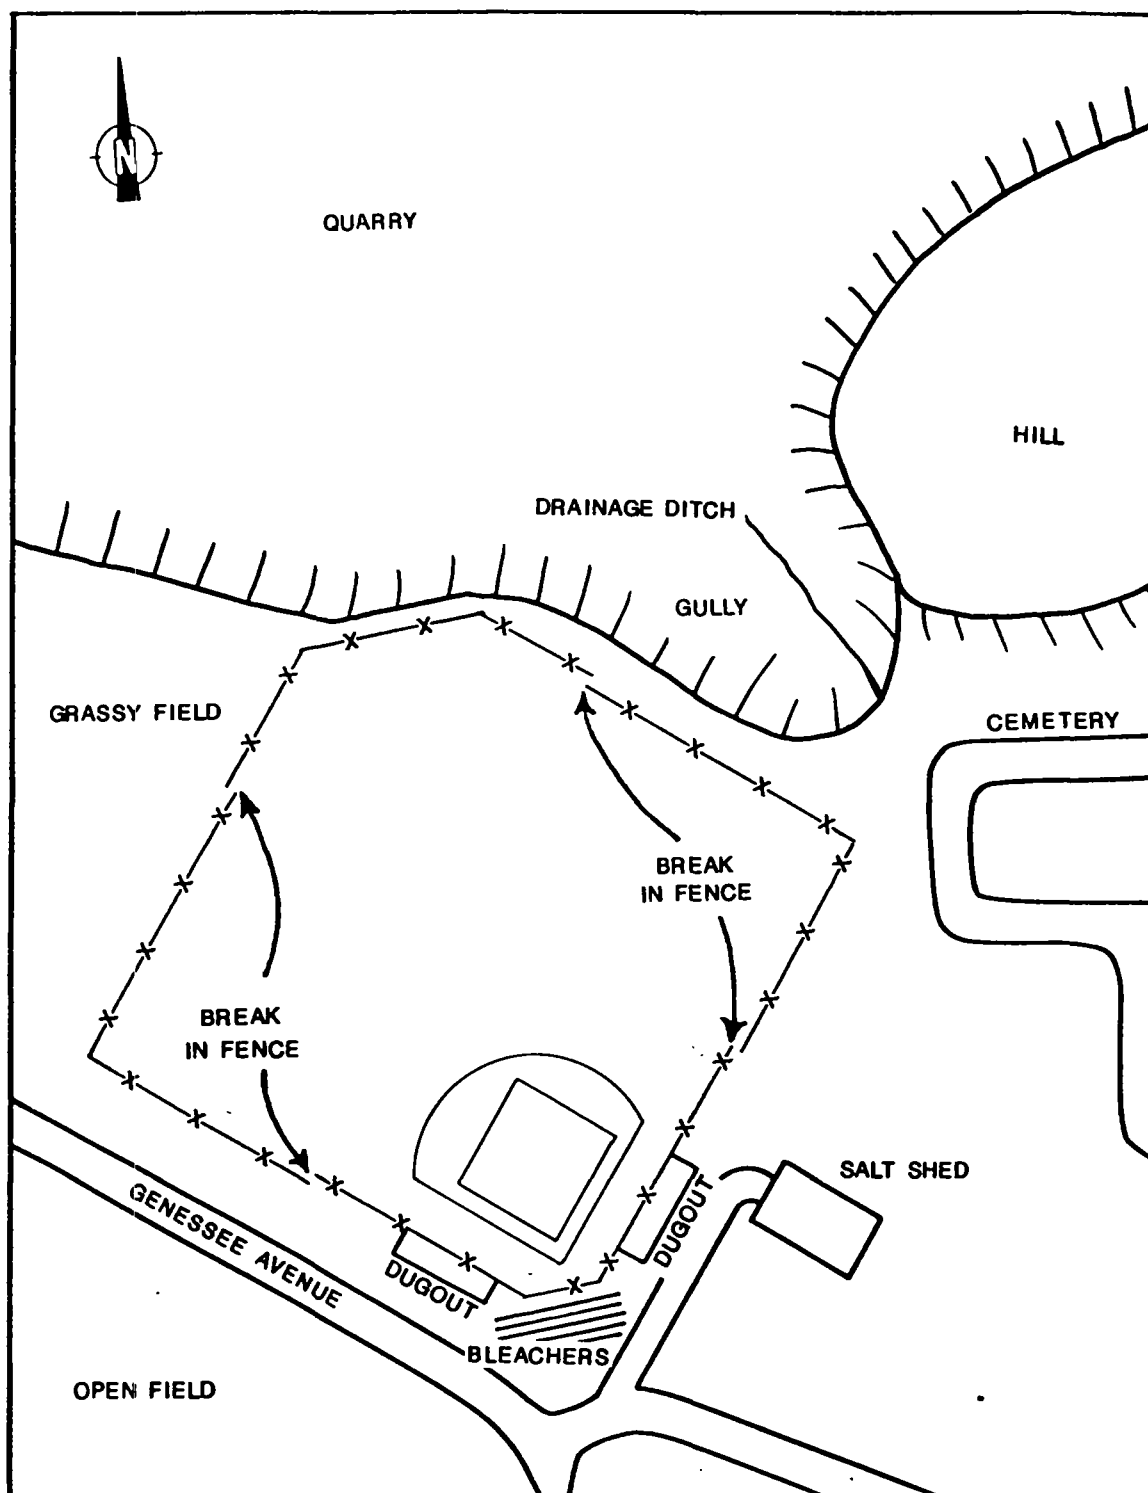 N
QUARRY
HILL
DRAINAGE DITCH
GULLY
GRASSY FIELD
CEMETERY
BREAK
IN FENCE
BREAK
IN FENCE
SALT SHED
DUGOUT
GENESSEE AVENUE
DUGOUT
BLEACHERS
OPEN FIELD